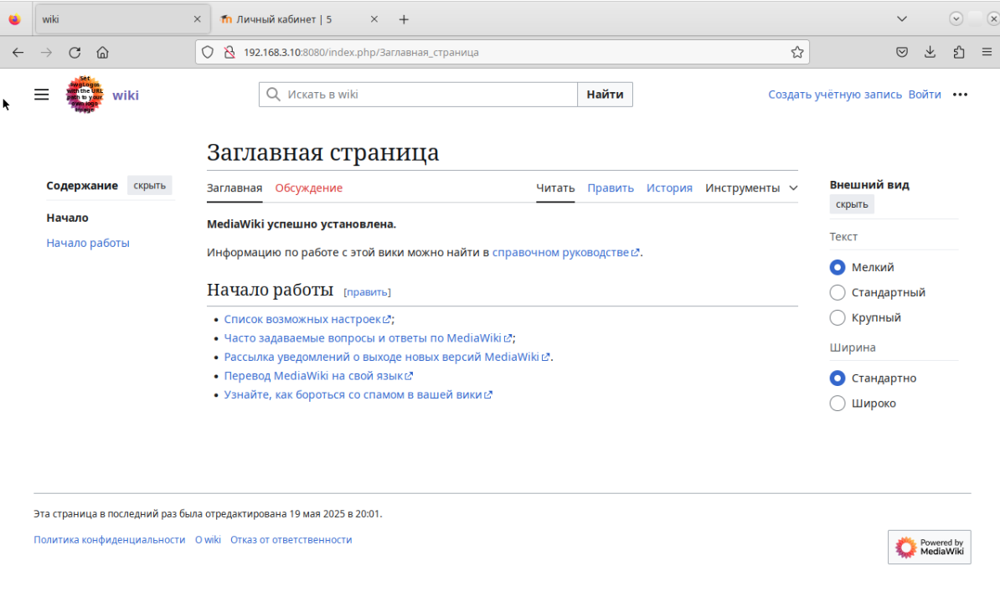 wiki
Личный кабинет | 5
192.168.3.10:8080/index.php/Заглавная_страница
Set
$wgLogos
with the URL
path to your
own logo
image
wiki
Искать в wiki
Найти
Создать учётную запись Войти
Заглавная страница
Содержание скрыть
Заглавная Обсуждение
Читать Править История Инструменты
Внешний вид
скрыть
Начало
Начало работы
MediaWiki успешно установлена.
Информацию по работе с этой вики можно найти в справочном руководстве.
Начало работы [править]
• Список возможных настроек;
• Часто задаваемые вопросы и ответы по MediaWiki;
• Рассылка уведомлений о выходе новых версий MediaWiki.
• Перевод MediaWiki на свой язык
• Узнайте, как бороться со спамом в вашей вики
Текст
Мелкий
Стандартный
Крупный
Ширина
Стандартно
Широко
Эта страница в последний раз была отредактирована 19 мая 2025 в 20:01.
Политика конфиденциальности О wiki Отказ от ответственности
Powered by
MediaWiki